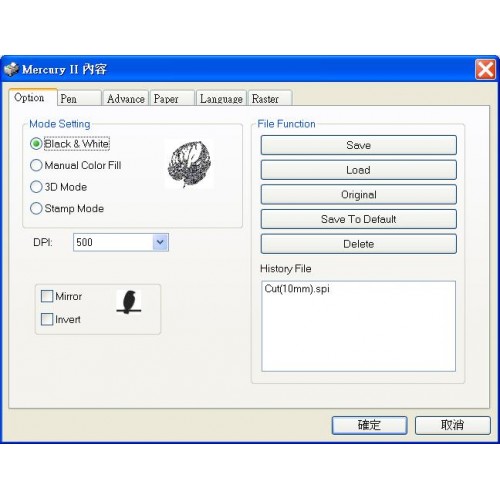 Mercury II 內容
Option Pen Advance Paper Language Raster
Mode Setting
Black & White
Manual Color Fill
3D Mode
Stamp Mode
DPI: 500
Mirror
Invert
File Function
Save
Load
Original
Save To Default
Delete
History File
Cut(10mm).spi
確定 取消